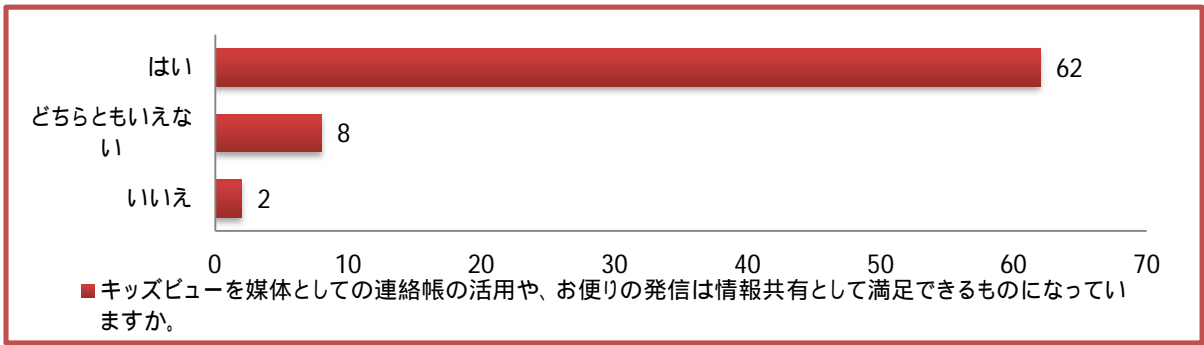 はい
62
どちらともいえな
い
8
いいえ
2
0 10 20 30 40 50 60 70
キッズビューを媒体としての連絡帳の活用や、お便りの発信は情報共有として満足できるものになってい
ますか。